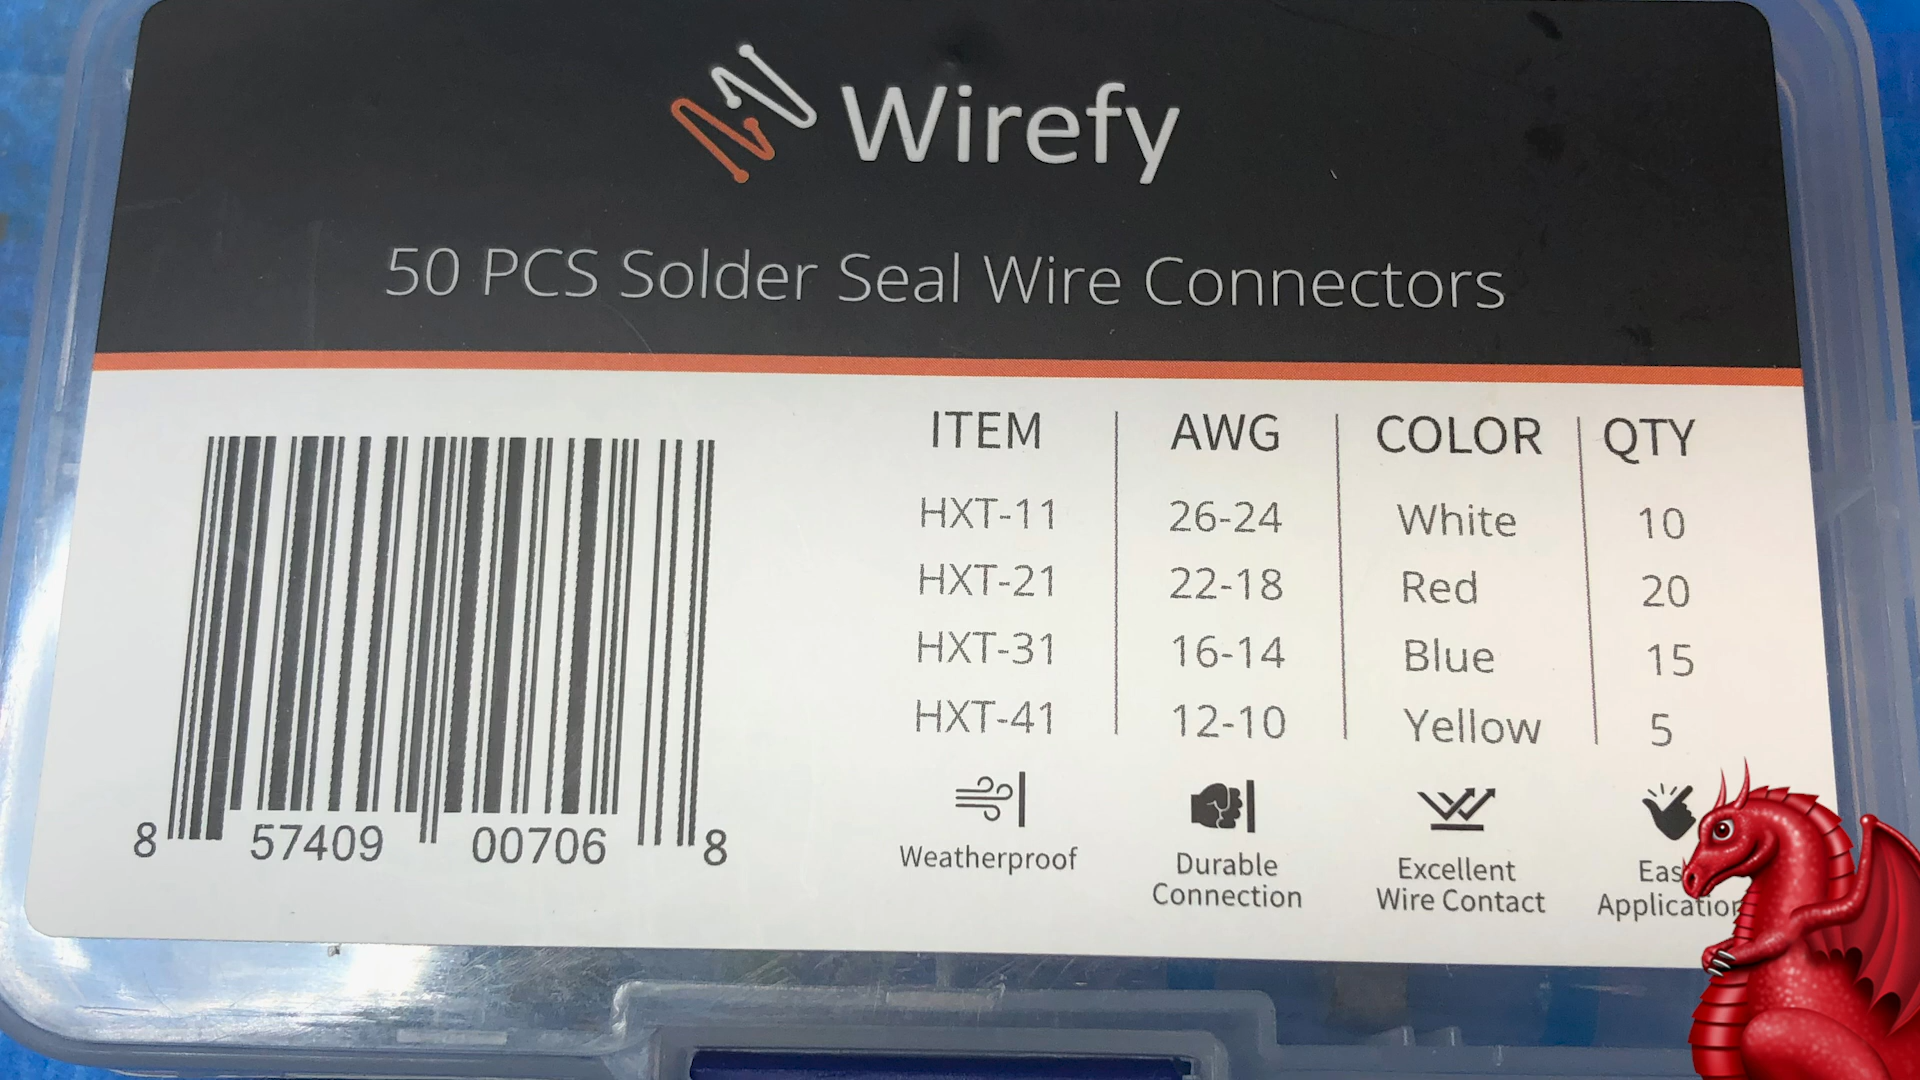 Wirefy
50 PCS Solder Seal Wire Connectors
ITEM AWG COLOR QTY
HXT-11 26-24 White 10
HXT-21 22-18 Red 20
HXT-31 16-14 Blue 15
HXT-41 12-10 Yellow 5
8 57409 00706 8
Weatherproof
Durable
Connection
Excellent
Wire Contact
Eas
Application